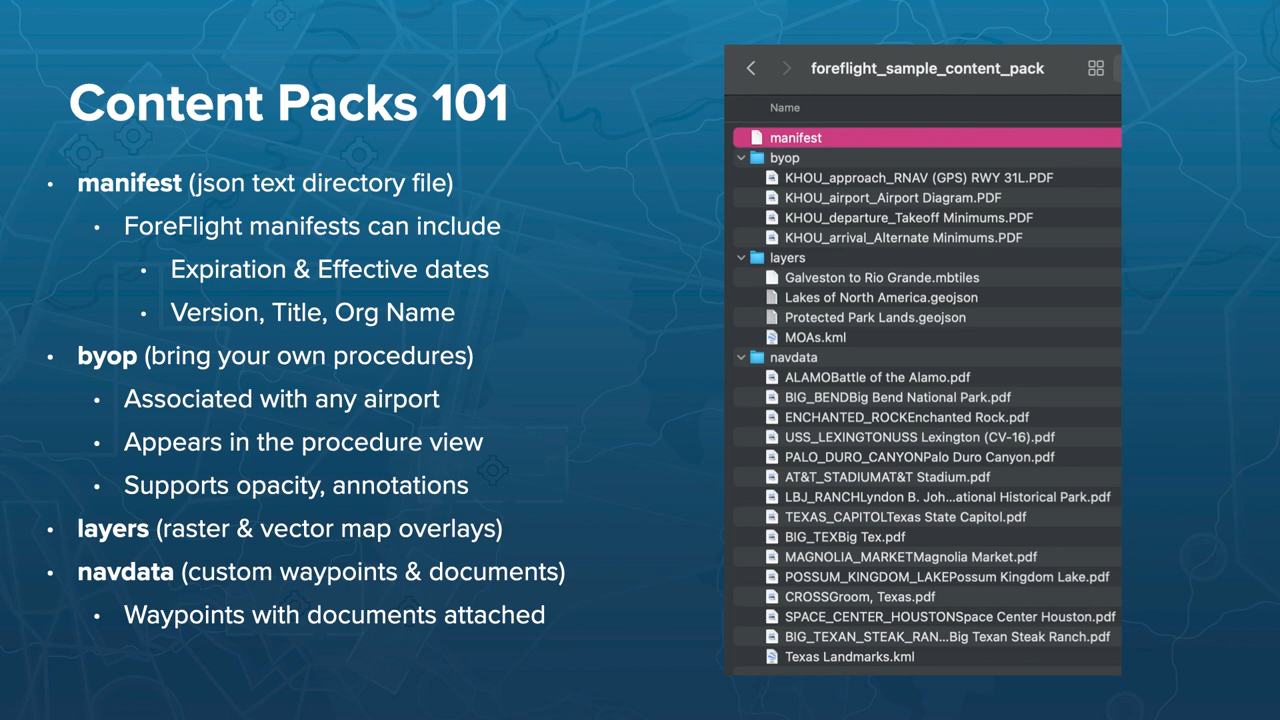 Content Packs 101
• manifest (json text directory file)
• ForeFlight manifests can include
• Expiration & Effective dates
• Version, Title, Org Name
• byop (bring your own procedures)
• Associated with any airport
• Appears in the procedure view
• Supports opacity, annotations
• layers (raster & vector map overlays)
• navdata (custom waypoints & documents)
• Waypoints with documents attached
foreflight_sample_content_pack
Name
manifest
byop
KHOU_approach_RNAV (GPS) RWY 31L.PDF
KHOU_airport_Airport Diagram.PDF
KHOU_departure_Takeoff Minimums.PDF
KHOU_arrival_Alternate Minimums.PDF
layers
Galveston to Rio Grande.mbtiles
Lakes of North America.geojson
Protected Park Lands.geojson
MOAs.kml
navdata
ALAMOBattle of the Alamo.pdf
BIG_BENDBig Bend National Park.pdf
ENCHANTED_ROCKEnchanted Rock.pdf
USS_LEXINGTONUSS Lexington (CV-16).pdf
PALO_DURO_CANYONPalo Duro Canyon.pdf
AT&T_STADIUMAT&T Stadium.pdf
LBJ_RANCHLyndon B. Joh...ational Historical Park.pdf
TEXAS_CAPITOLTexas State Capitol.pdf
BIG_TEXBig Tex.pdf
MAGNOLIA_MARKETMagnolia Market.pdf
POSSUM_KINGDOM_LAKEPossum Kingdom Lake.pdf
CROSSGroom, Texas.pdf
SPACE_CENTER_HOUSTONSpace Center Houston.pdf
BIG_TEXAN_STEAK_RAN...Big Texan Steak Ranch.pdf
Texas Landmarks.kml